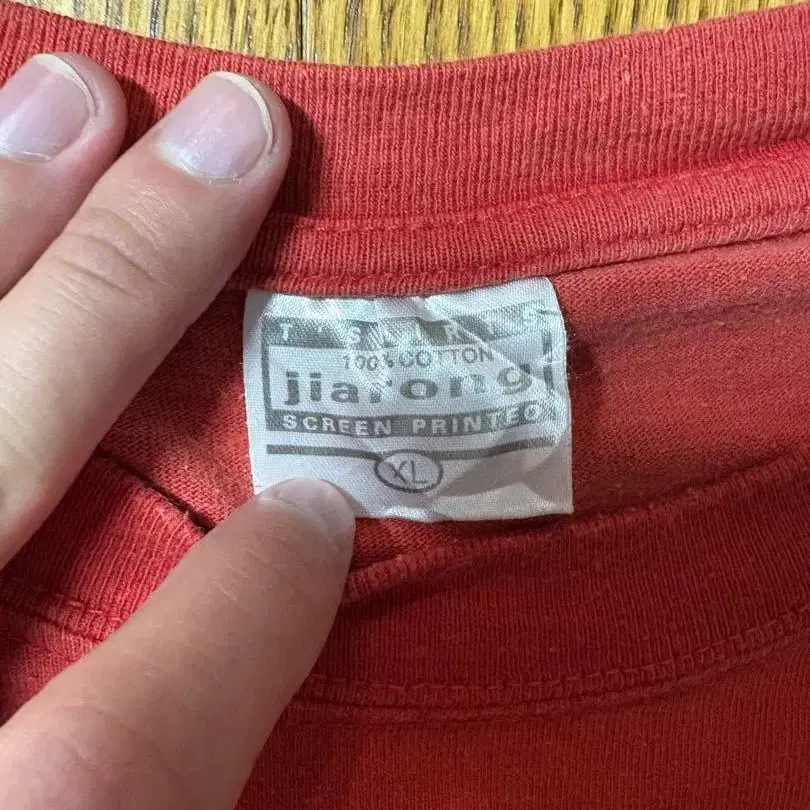 T-SHIRTS
100% COTTON
jiarong
SCREEN PRINTED
XL